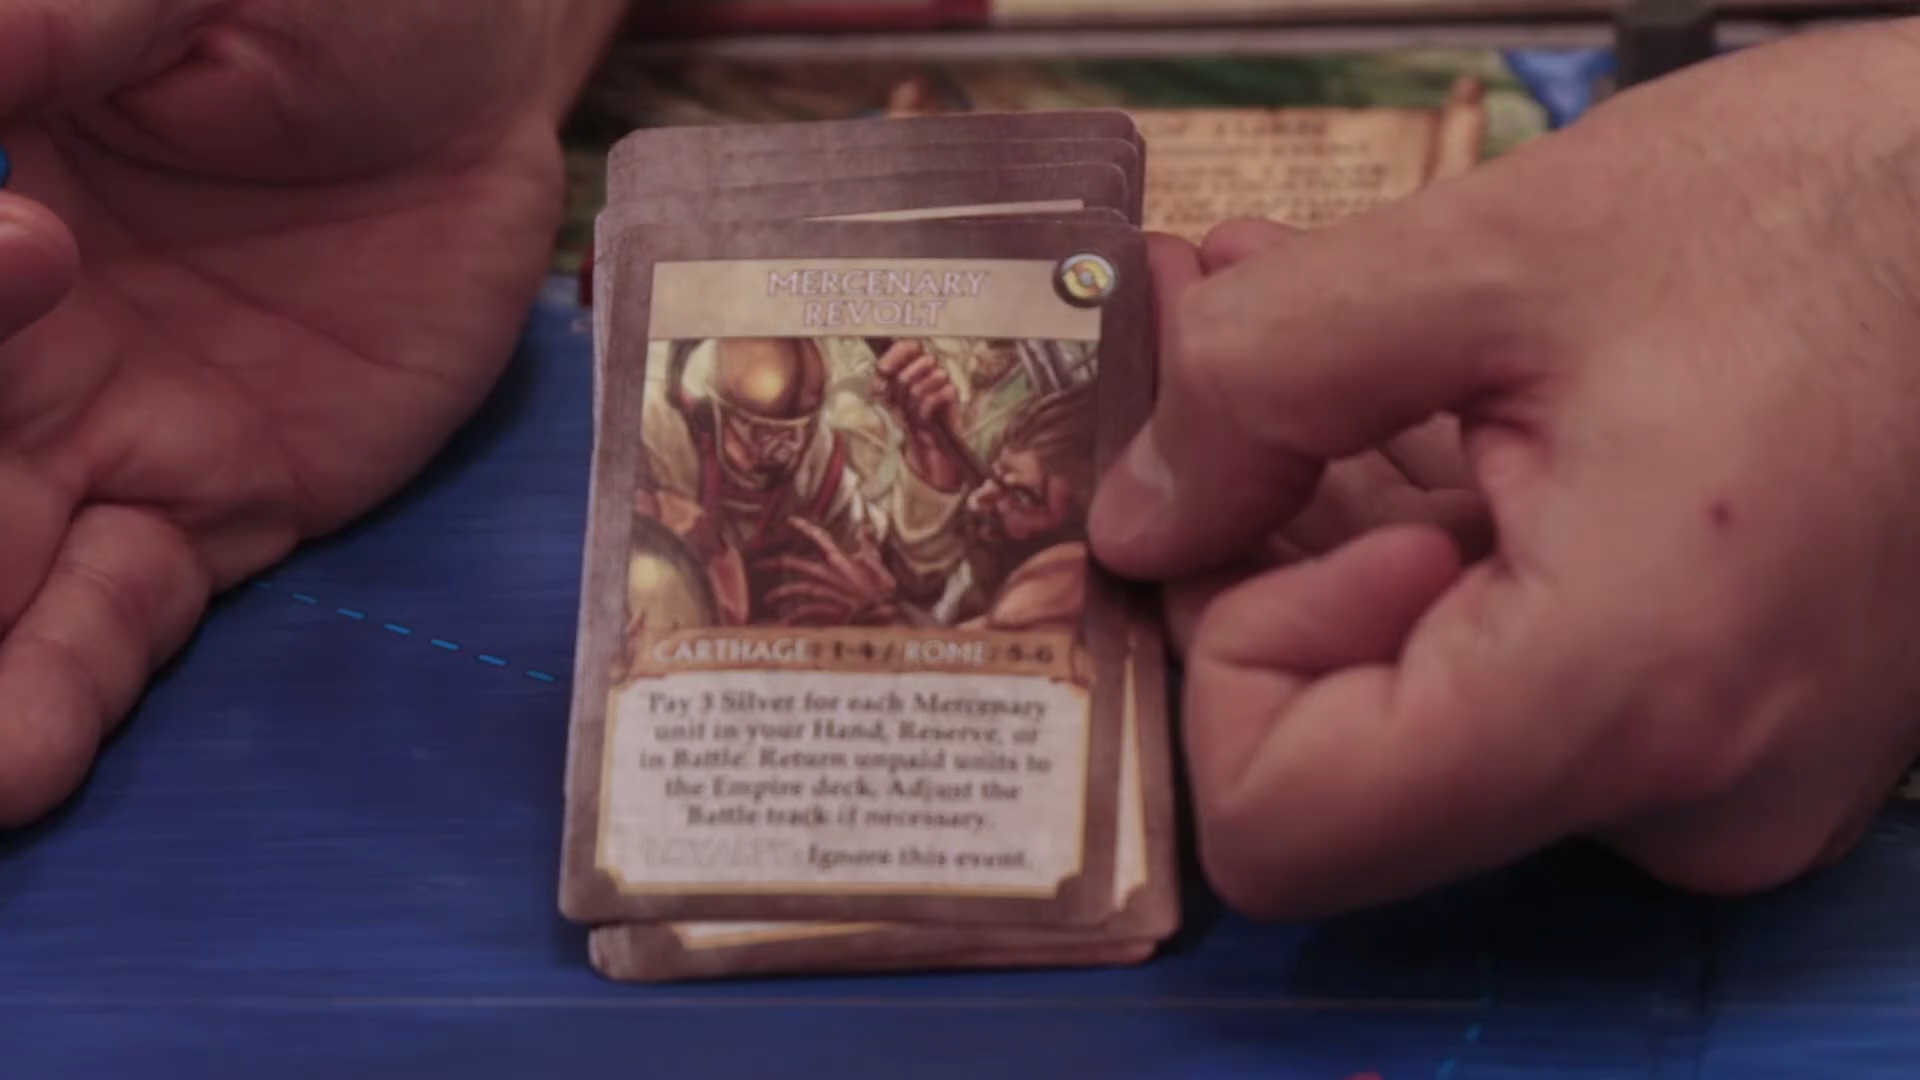 MERCENARY
REVOLT
CARTHAGE: 1-4 / ROME: 5-6
Pay 3 Silver for each Mercenary
unit in your Hand, Reserve, or
in Battle. Return unpaid units to
the Empire deck. Adjust the
Battle track if necessary.
LOYALTY: Ignore this event.